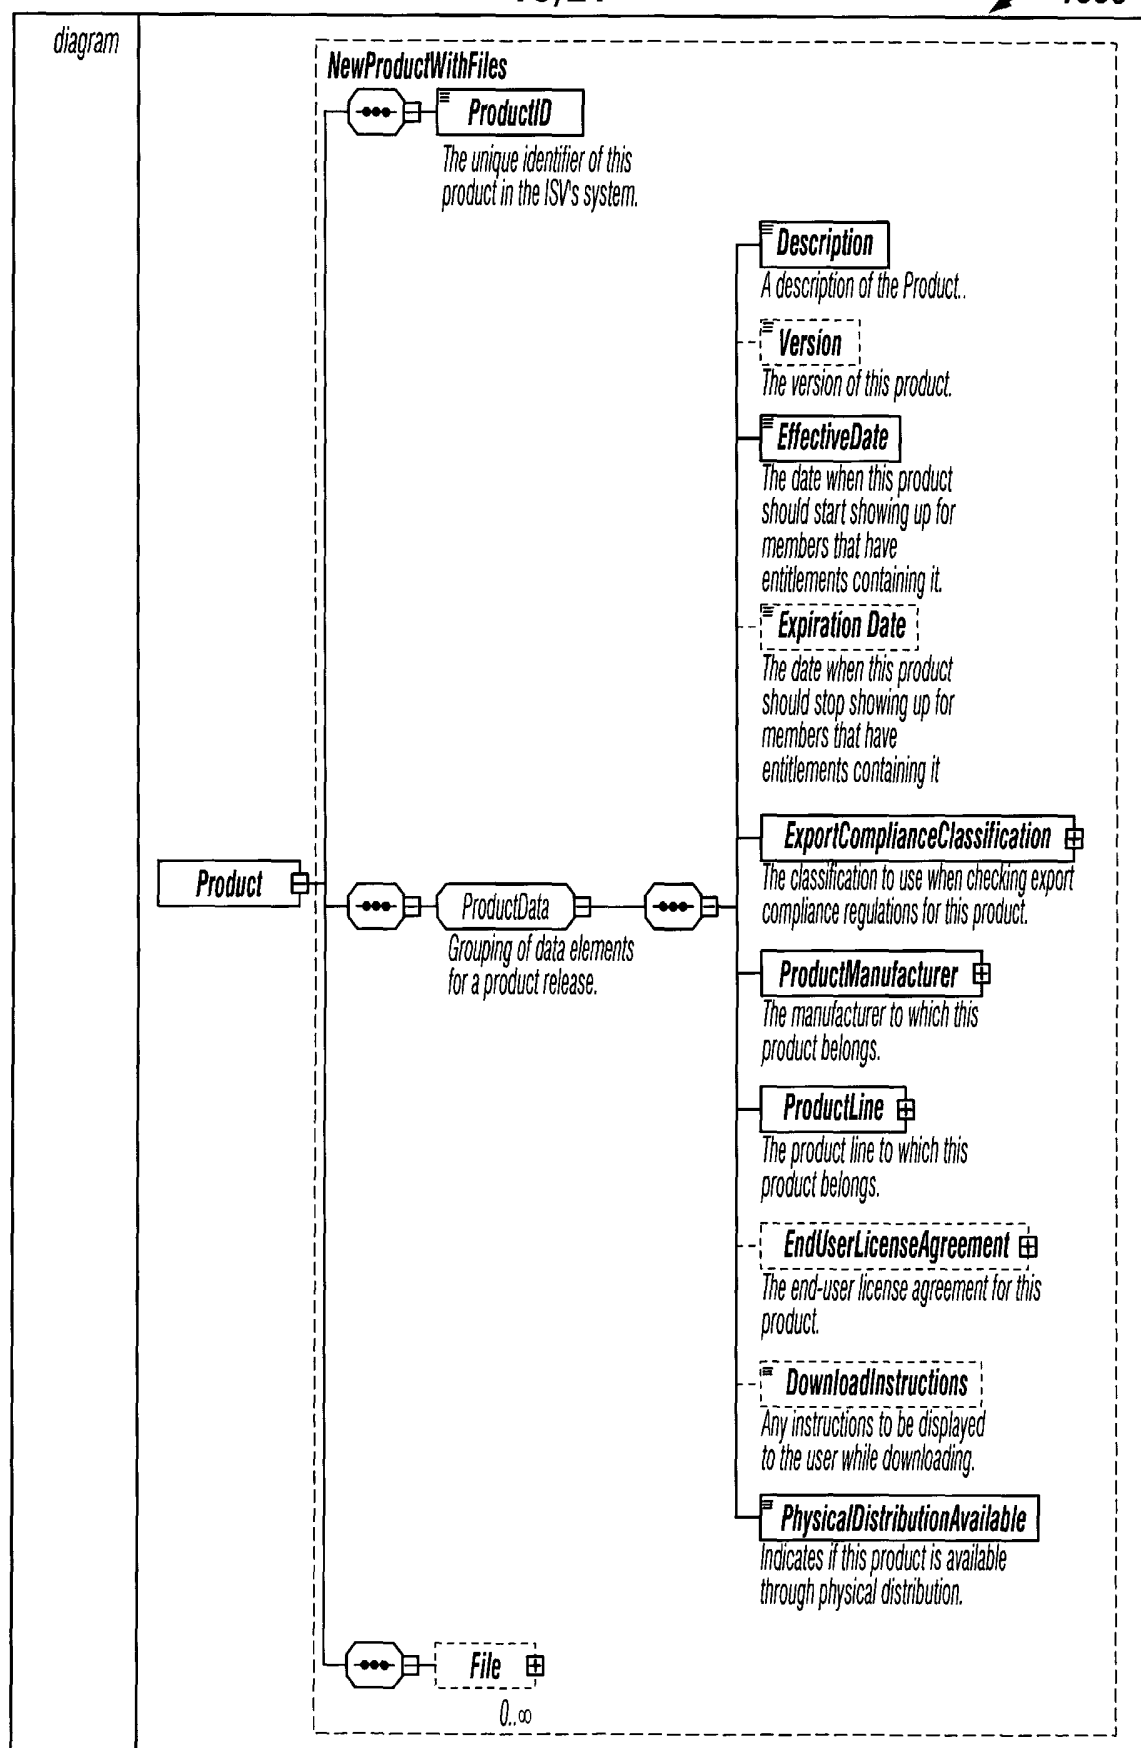 diagram
NewProductWithFiles
ProductID
The unique identifier of this
product in the ISV's system.
Description
A description of the Product..
Version
The version of this product.
EffectiveDate
The date when this product
should start showing up for
members that have
entitlements containing it.
Expiration Date
The date when this product
should stop showing up for
members that have
entitlements containing it
ExportComplianceClassification
The classification to use when checking export
compliance regulations for this product.
Product
ProductData
Grouping of data elements
for a product release.
ProductManufacturer
The manufacturer to which this
product belongs.
ProductLine
The product line to which this
product belongs.
EndUserLicenseAgreement
The end-user license agreement for this
product.
DownloadInstructions
Any instructions to be displayed
to the user while downloading.
PhysicalDistributionAvailable
Indicates if this product is available
through physical distribution.
File
0..∞